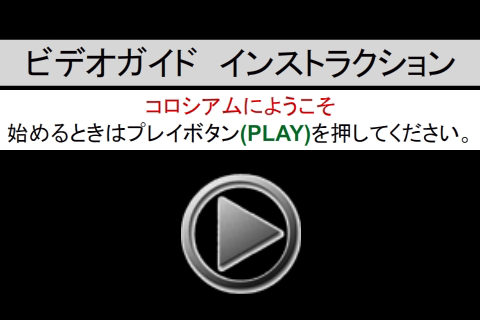 ビデオガイド　インストラクション
コロシアムにようこそ
始めるときはプレイボタン(PLAY)を押してください。